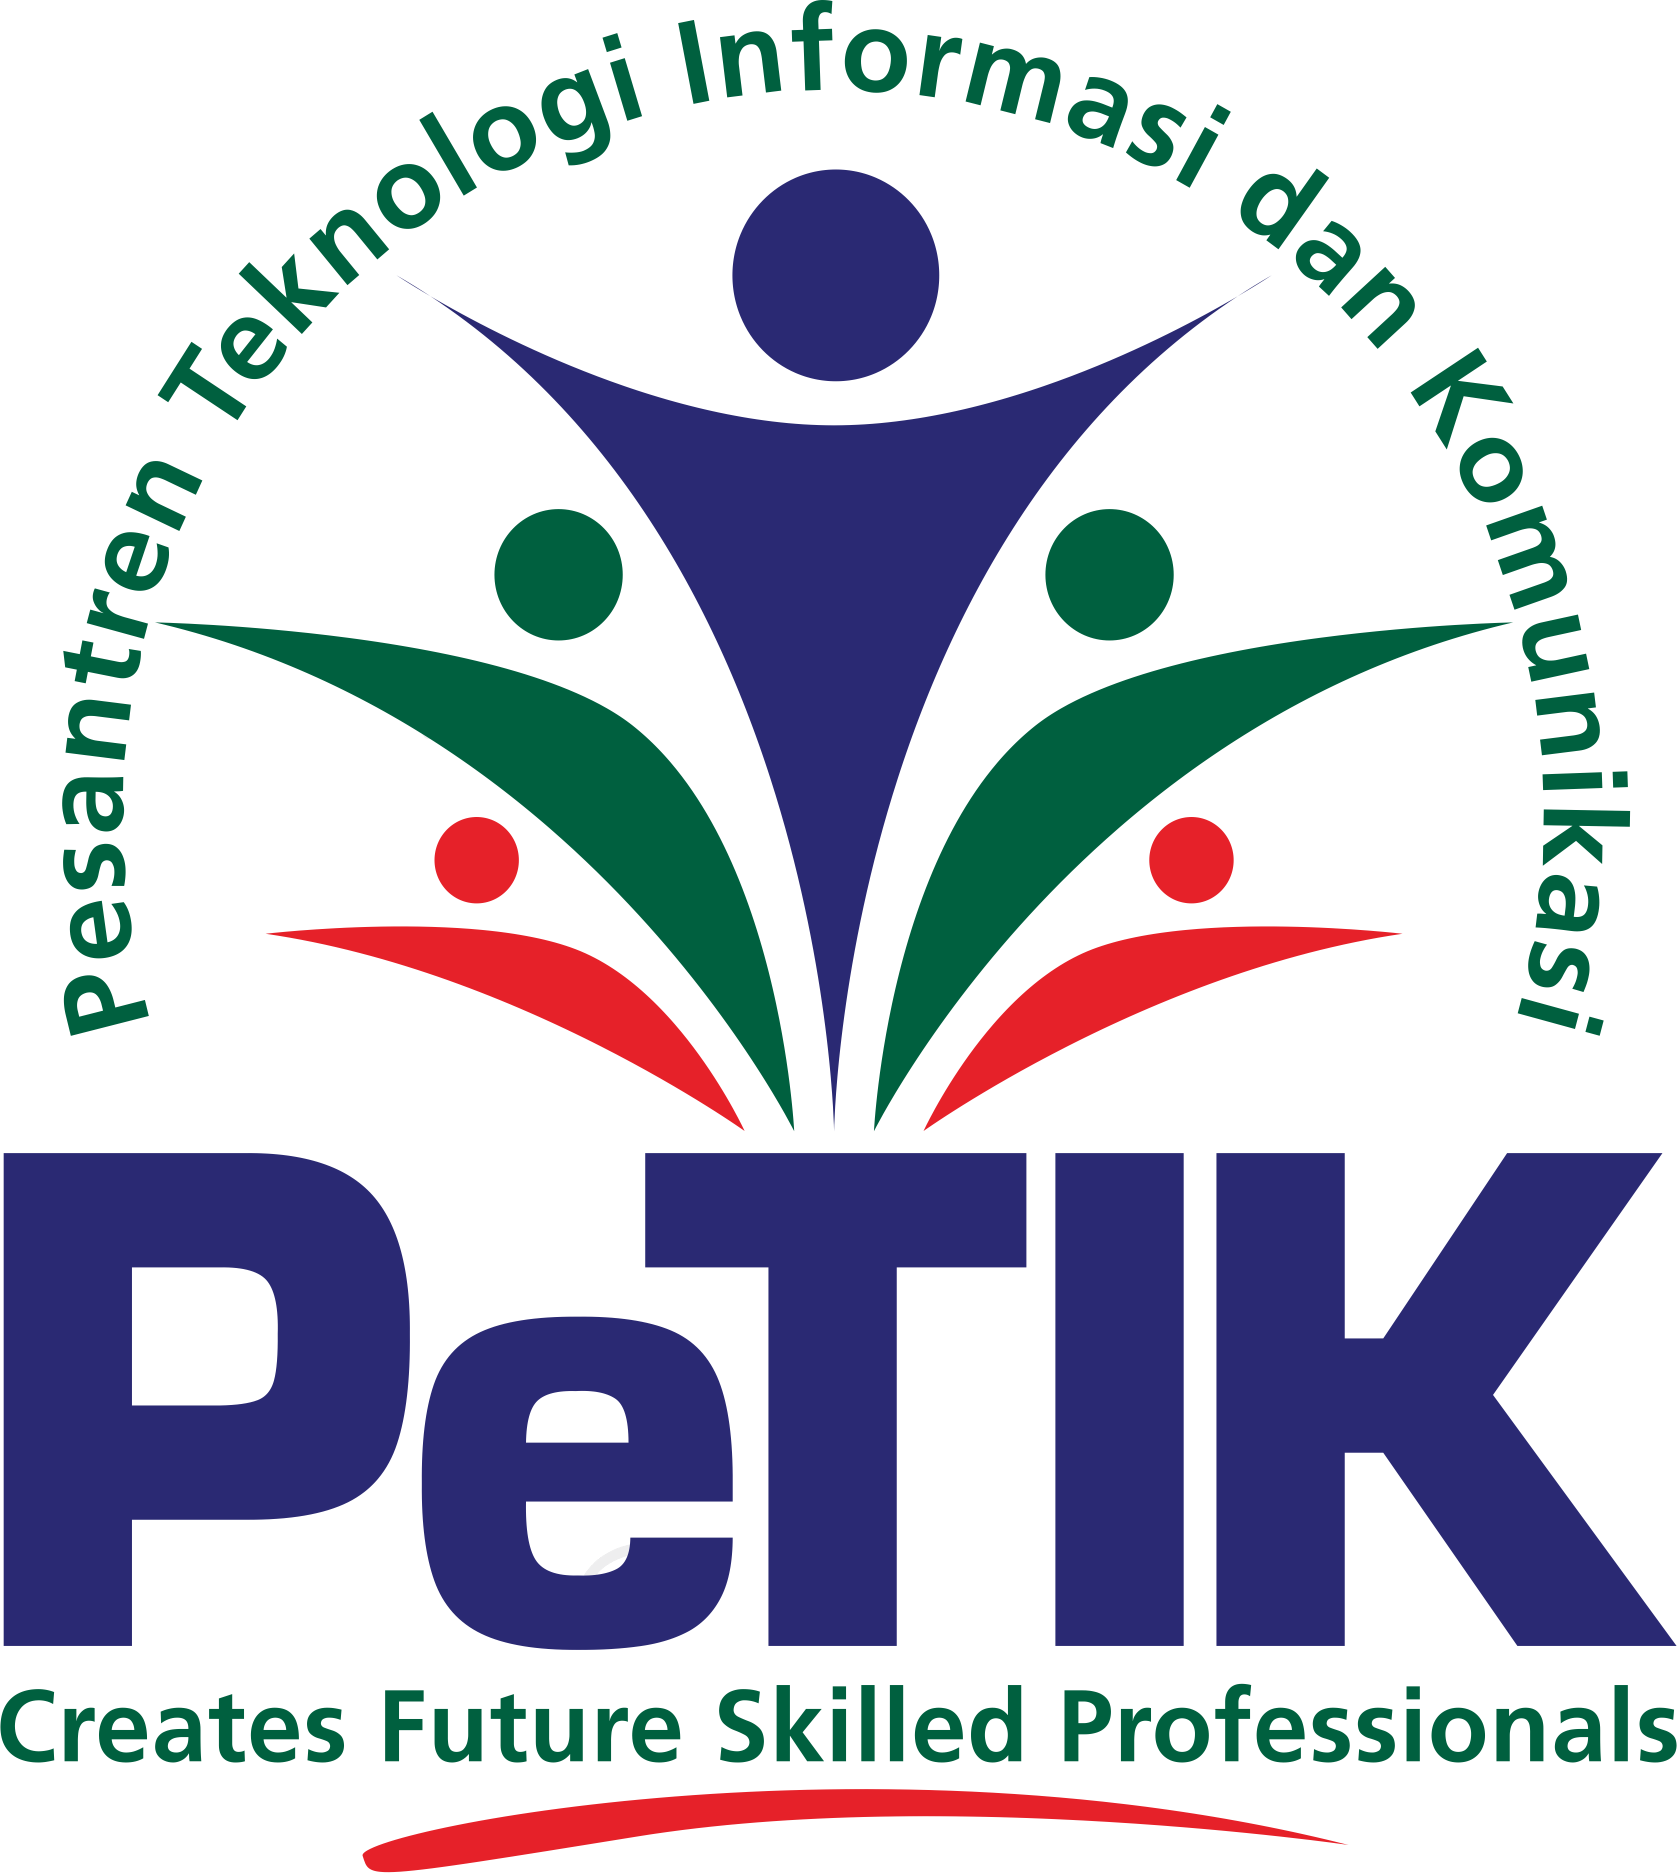 Pesantren Teknologi Informasi dan Komunikasi
PeTIK
Creates Future Skilled Professionals